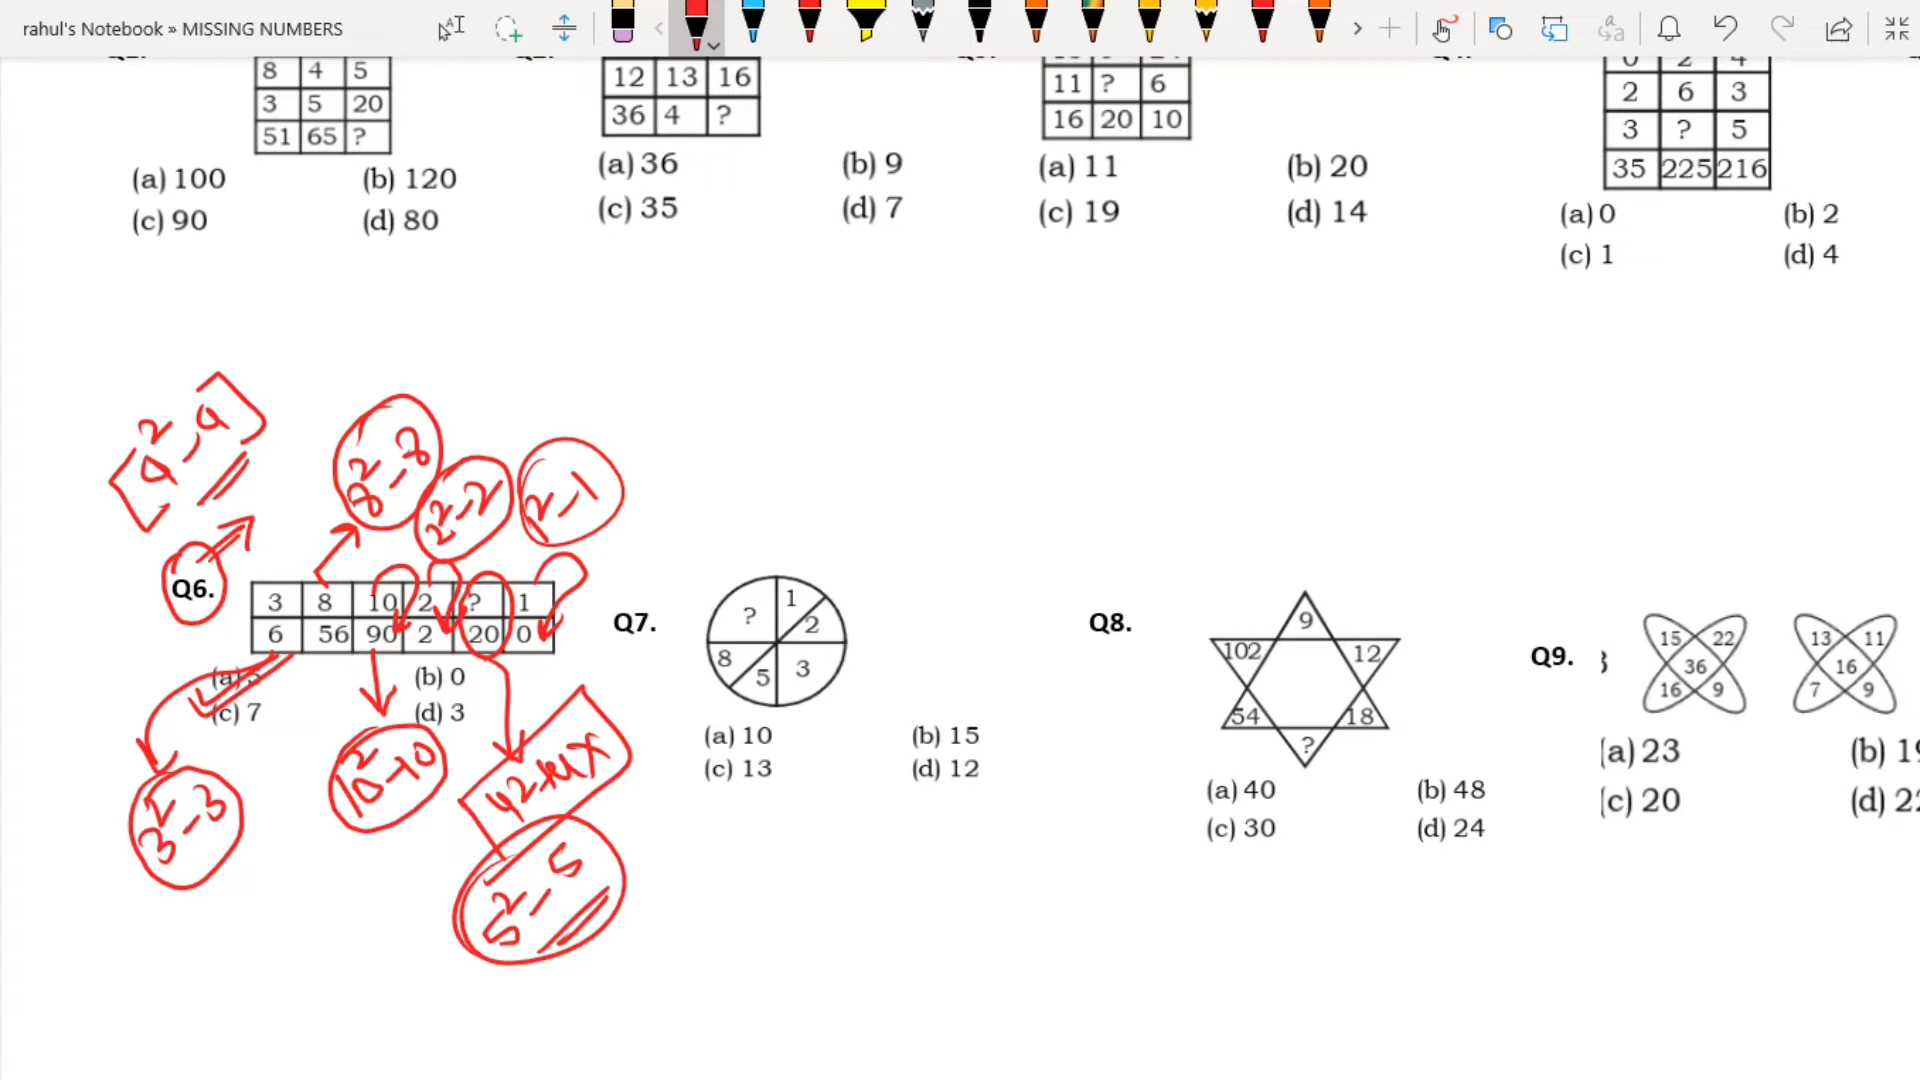 rahul's Notebook » MISSING NUMBERS
8 4 5
3 5 20
51 65 ?
(a) 100 (b) 120
(c) 90 (d) 80
12 13 16
36 4 ?
(a) 36 (b) 9
(c) 35 (d) 7
11 ? 6
16 20 10
(a) 11 (b) 20
(c) 19 (d) 14
0 2 4
2 6 3
3 ? 5
35 225 216
(a) 0 (b) 2
(c) 1 (d) 4
8² - 8
2² - 2
1² - 1
Q6.
3 8 10 2 ? 1
6 56 90 2 20 0
(a) 5 (b) 0
(c) 7 (d) 3
3² - 3
10² - 10
5² - 5
Q7.
? 1
2
8 5 3
(a) 10 (b) 15
(c) 13 (d) 12
Q8.
9
102 12
54 18
?
(a) 40 (b) 48
(c) 30 (d) 24
Q9.
15 22
36
16 9
13 11
16
7 9
(a) 23 (b)
(c) 20 (d)